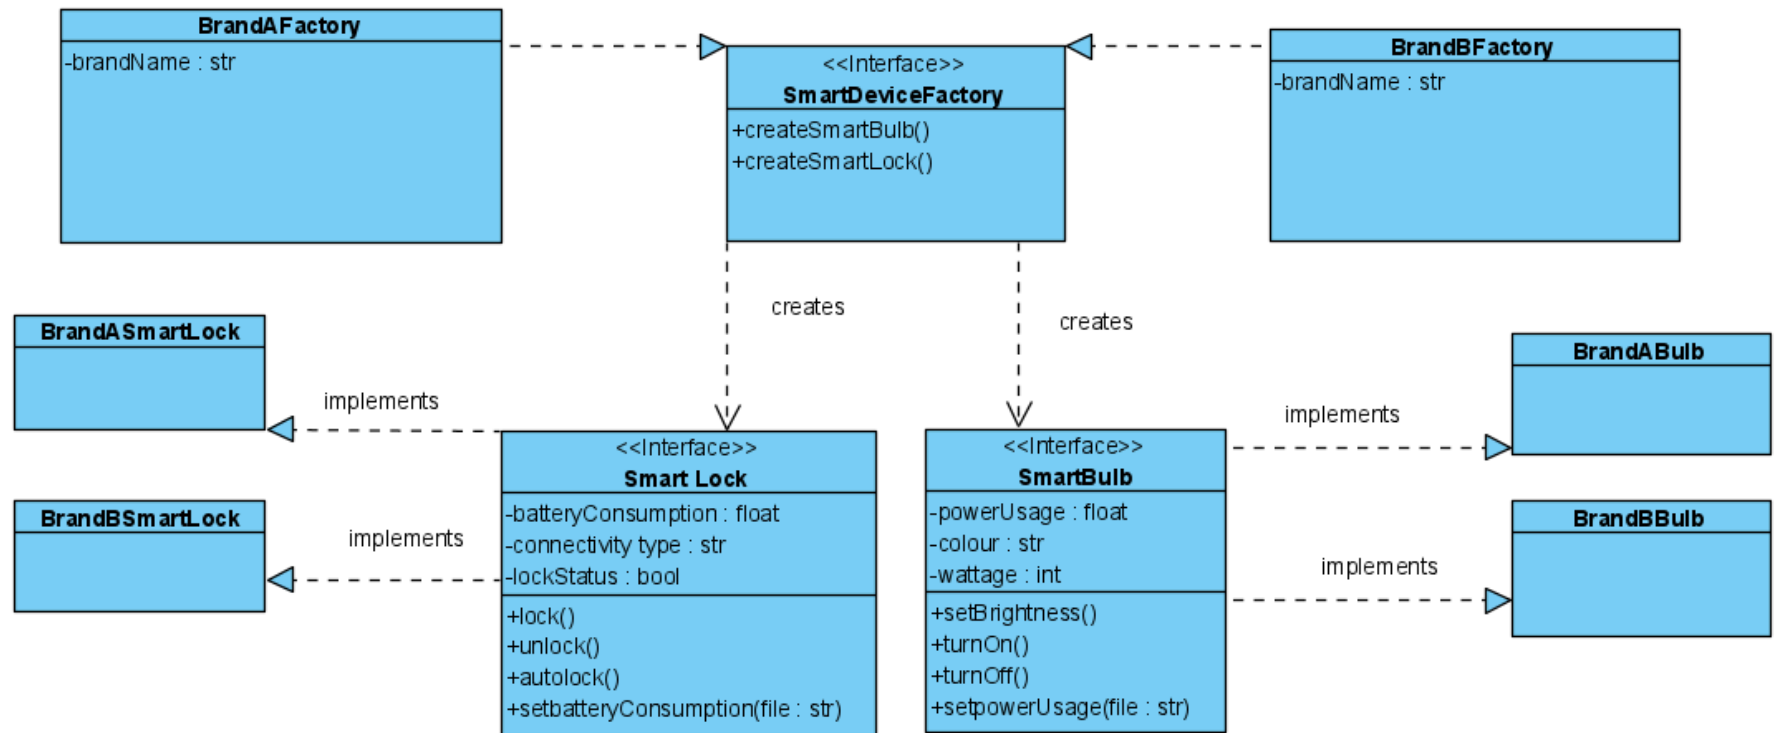 BrandAFactory
-brandName : str
<<Interface>>
SmartDeviceFactory
+createSmartBulb()
+createSmartLock()
BrandBFactory
-brandName : str
creates
creates
BrandASmartLock
implements
BrandBSmartLock
implements
<<Interface>>
Smart Lock
-batteryConsumption : float
-connectivity type : str
-lockStatus : bool
+lock()
+unlock()
+autolock()
+setbatteryConsumption(file : str)
<<Interface>>
SmartBulb
-powerUsage : float
-colour : str
-wattage : int
+setBrightness()
+turnOn()
+turnOff()
+setpowerUsage(file : str)
implements
BrandABulb
implements
BrandBBulb